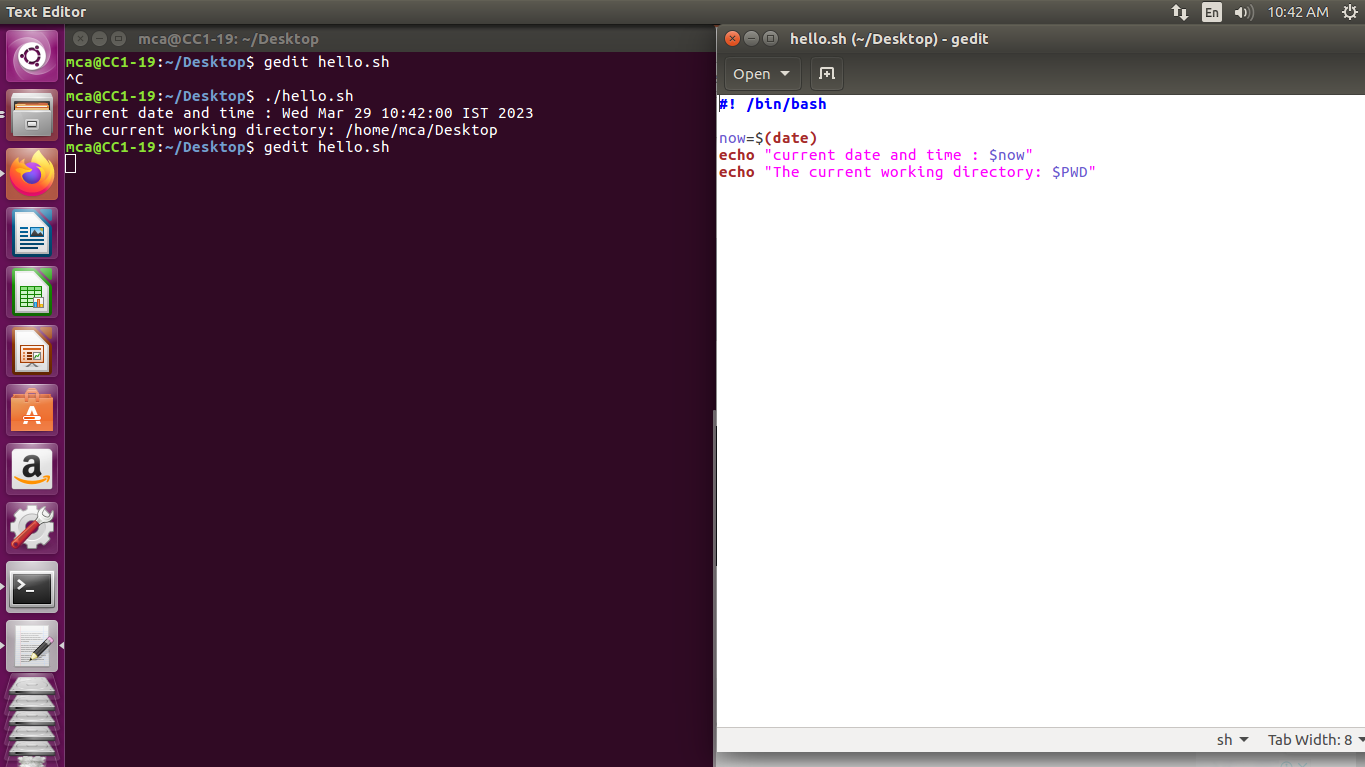 Text Editor
En
10:42 AM
mca@CC1-19: ~/Desktop
mca@CC1-19:~/Desktop$ gedit hello.sh
^C
mca@CC1-19:~/Desktop$ ./hello.sh
current date and time : Wed Mar 29 10:42:00 IST 2023
The current working directory: /home/mca/Desktop
mca@CC1-19:~/Desktop$ gedit hello.sh
hello.sh (~/Desktop) - gedit
Open
#! /bin/bash
now=$(date)
echo "current date and time : $now"
echo "The current working directory: $PWD"
sh
Tab Width: 8